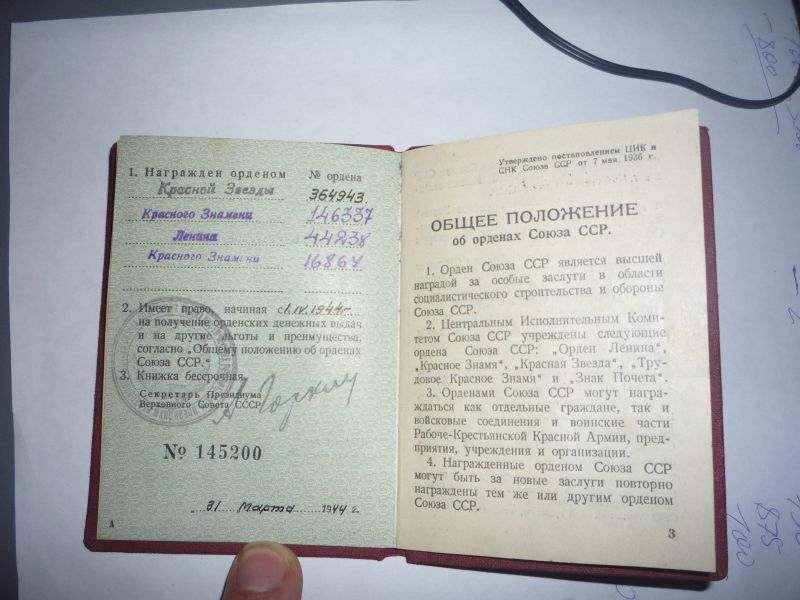 1. Награжден орденом № ордена
Красной Звезды 364943.
Красного Знамени 146337
Ленина 44238
Красного Знамени 16864
2. Имеет право, начиная с 1.IV.1944г.
на получение орденских денежных выдач
и на другие льготы и преимущества,
согласно „Общему положению об орденах
Союза ССР."
3. Книжка бессрочная.
Секретарь Президиума
Верховного Совета СССР
А Горкин
№ 145200
31 Марта 1944 г.
А
Утверждено постановлением ЦИК и
СНК Союза ССР от 7 мая 1936 г.
ОБЩЕЕ ПОЛОЖЕНИЕ
об орденах Союза ССР.
1. Орден Союза ССР является высшей
наградой за особые заслуги в области
социалистического строительства и обороны
Союза ССР.
2. Центральным Исполнительным Коми-
тетом Союза ССР учреждены следующие
ордена Союза ССР: „Орден Ленина",
„Красное Знамя", „Красная Звезда", „Тру-
довое Красное Знамя" и „Знак Почета".
3. Орденами Союза ССР могут награ-
ждаться как отдельные граждане, так и
войсковые соединения и воинские части
Рабоче-Крестьянской Красной Армии, пред-
приятия, учреждения и организации.
4. Награжденные орденом Союза ССР
могут быть за новые заслуги повторно
награждены тем же или другим орденом
Союза ССР.
3
800
875
1000